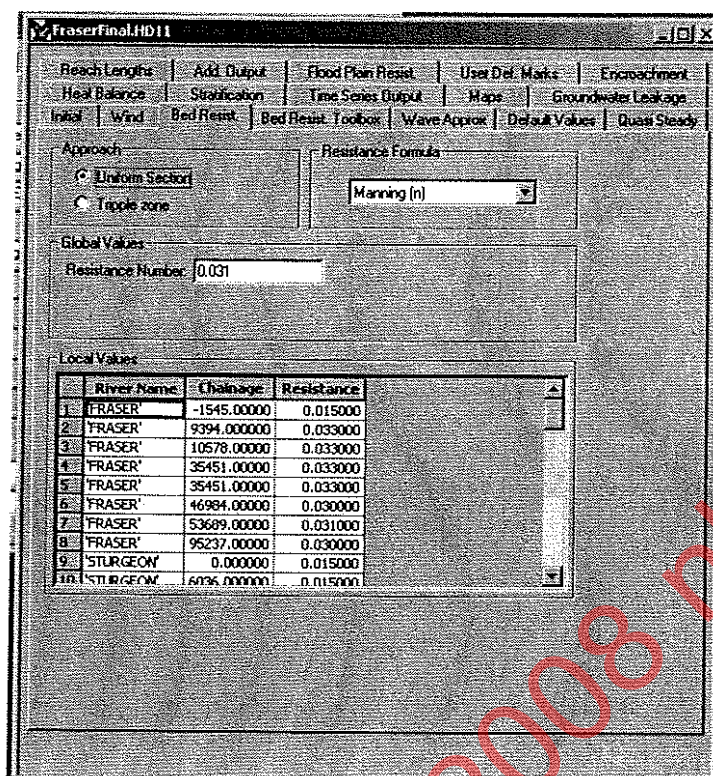 FraserFinal.HD11
Reach Lengths Add. Output Flood Plain Resist. User Def. Marks Encroachment
Heat Balance Stratification Time Series Output Maps Groundwater Leakage
Initial Wind Bed Resist. Bed Resist. Toolbox Wave Approx Default Values Quasi Steady
Approach
Uniform Section
Tripple zone
Resistance Formula
Manning (n)
Global Values
Resistance Number 0.031
Local Values
River Name Chainage Resistance
1 'FRASER' -1545.00000 0.015000
2 'FRASER' 9394.000000 0.033000
3 'FRASER' 10578.00000 0.033000
4 'FRASER' 35451.00000 0.033000
5 'FRASER' 35451.00000 0.033000
6 'FRASER' 46984.00000 0.030000
7 'FRASER' 53689.00000 0.031000
8 'FRASER' 95237.00000 0.030000
9 'STURGEON' 0.000000 0.015000
10 'STURGEON' 6036.000000 0.015000
2008